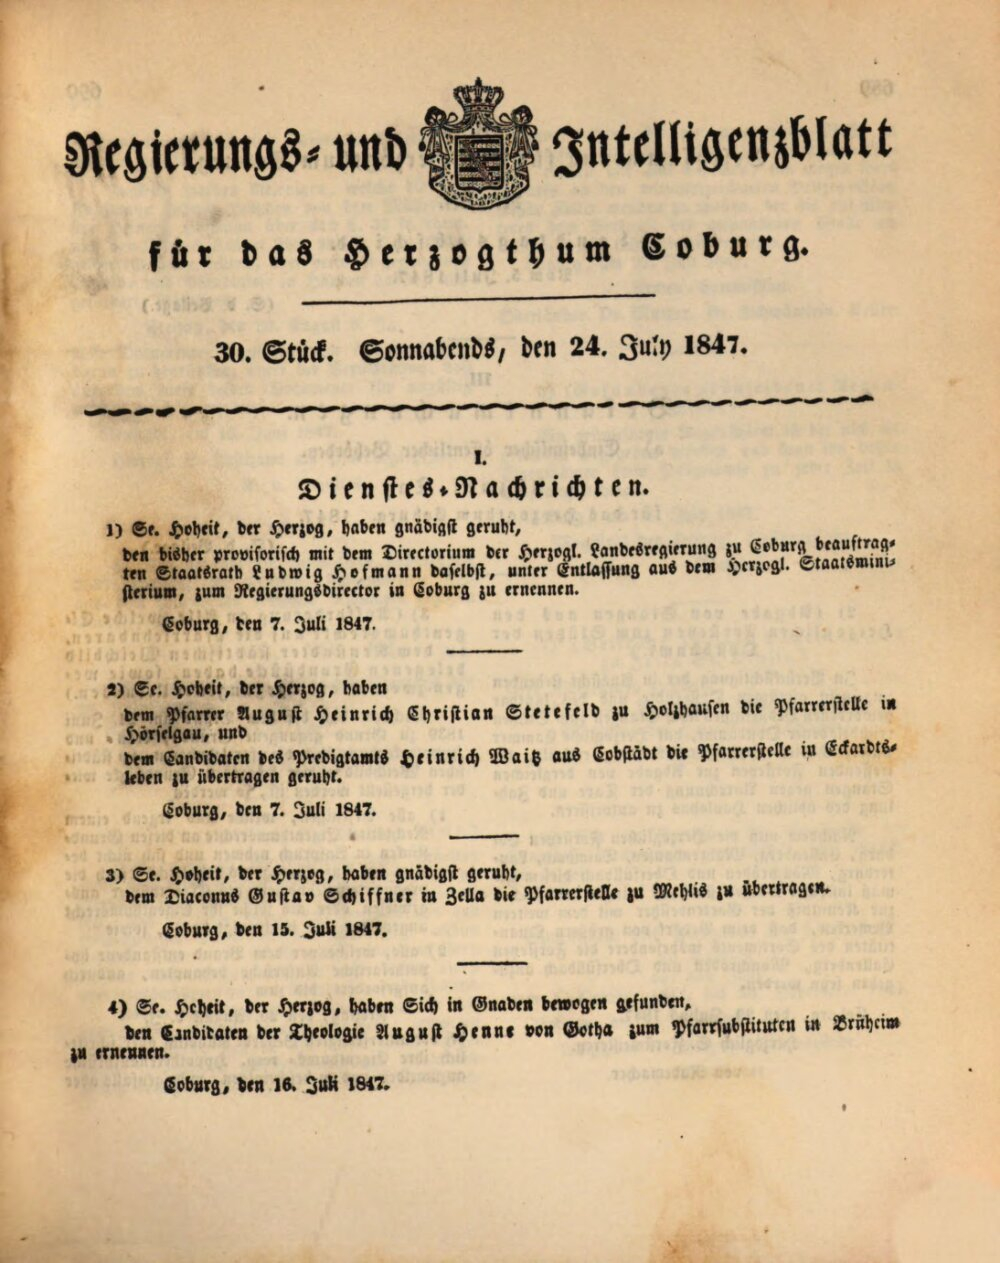 Regierungs- und Intelligenzblatt
für das Herzogthum Coburg.
30. Stück. Sonnabends, den 24. July 1847.
I.
Dienstes-Nachrichten.
1) Se. Hoheit, der Herzog, haben gnädigst geruht,
den bisher provisorisch mit dem Directorium der Herzogl. Landesregierung zu Coburg beauftrag-
ten Staatsrath Ludwig Hofmann daselbst, unter Entlassung aus dem Herzogl. Staatsmini-
sterium, zum Regierungsdirector in Coburg zu ernennen.
Coburg, den 7. Juli 1847.
2) Se. Hoheit, der Herzog, haben
dem Pfarrer August Heinrich Christian Stetefeld zu Holzhausen die Pfarrerstelle in
Hörselgau, und
dem Candidaten des Predigtamts Heinrich Waitz aus Cobstädt die Pfarrerstelle in Eckardts-
leben zu übertragen geruht.
Coburg, den 7. Juli 1847.
3) Se. Hoheit, der Herzog, haben gnädigst geruht,
dem Diaconus Gustav Schiffner in Zella die Pfarrerstelle zu Mehlis zu übertragen.
Coburg, den 15. Juli 1847.
4) Se. Hoheit, der Herzog, haben Sich in Gnaden bewogen gefunden,
den Candidaten der Theologie August Henne von Gotha zum Pfarrsubstituten in Brüheim
zu ernennen.
Coburg, den 16. Juli 1847.